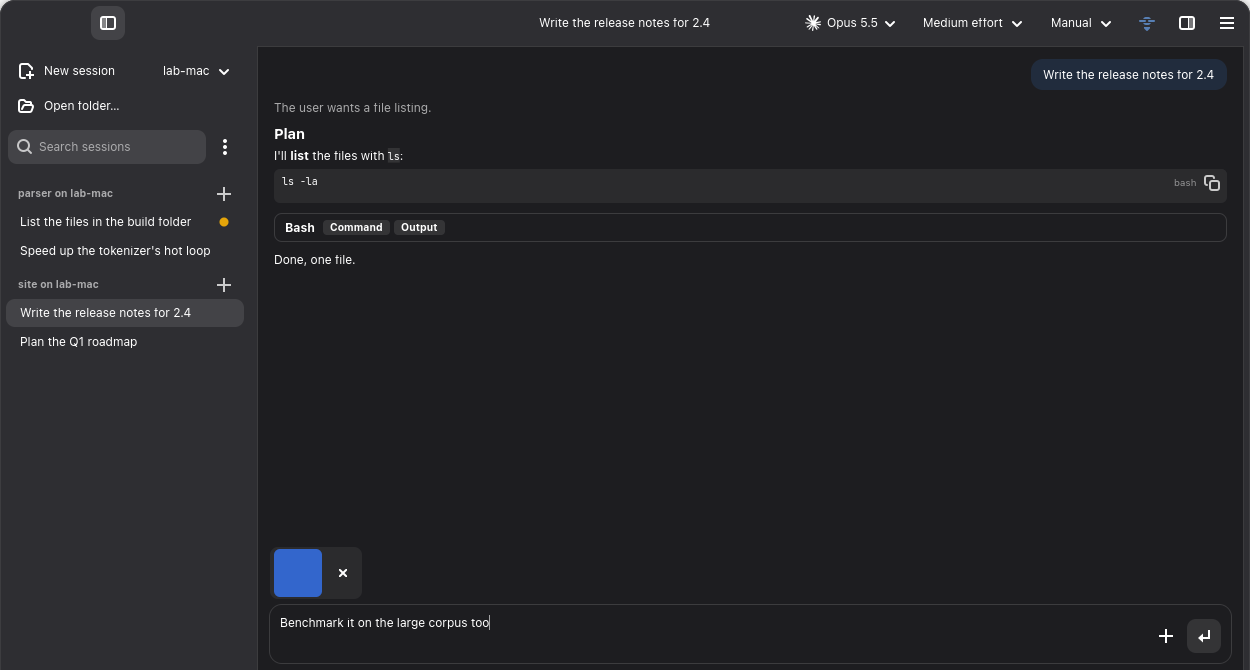 Write the release notes for 2.4
Opus 5.5
Medium effort
Manual
New session
lab-mac
Open folder...
Search sessions
parser on lab-mac
List the files in the build folder
Speed up the tokenizer's hot loop
site on lab-mac
Write the release notes for 2.4
Plan the Q1 roadmap
Write the release notes for 2.4
The user wants a file listing.
Plan
I'll list the files with ls:
ls -la
bash
Bash Command Output
Done, one file.
Benchmark it on the large corpus too